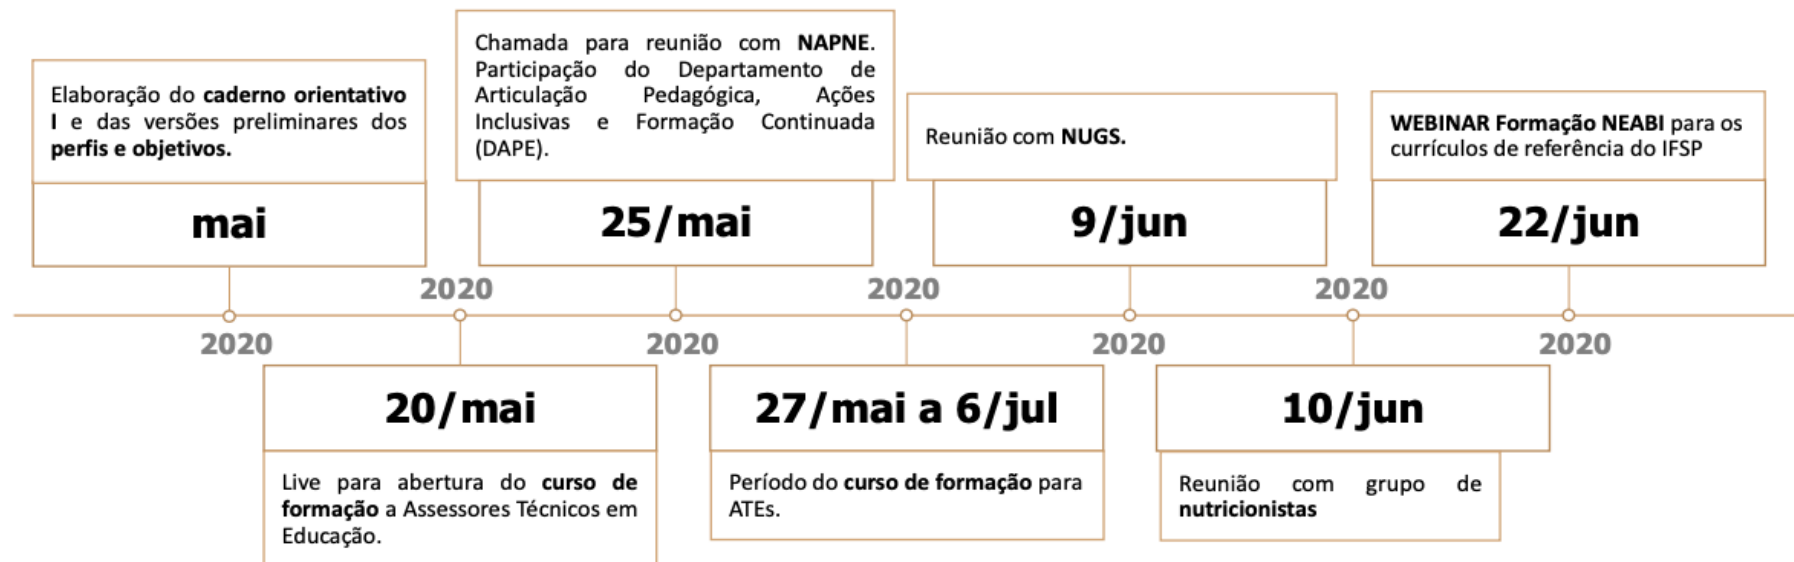 Elaboração do caderno orientativo
I e das versões preliminares dos
perfis e objetivos.
mai
2020
20/mai
Live para abertura do curso de
formação a Assessores Técnicos em
Educação.
2020
Chamada para reunião com NAPNE.
Participação do Departamento de
Articulação Pedagógica, Ações
Inclusivas e Formação Continuada
(DAPE).
25/mai
2020
27/mai a 6/jul
Período do curso de formação para
ATEs.
2020
Reunião com NUGS.
9/jun
2020
10/jun
Reunião com grupo de
nutricionistas
2020
WEBINAR Formação NEABI para os
currículos de referência do IFSP
22/jun
2020